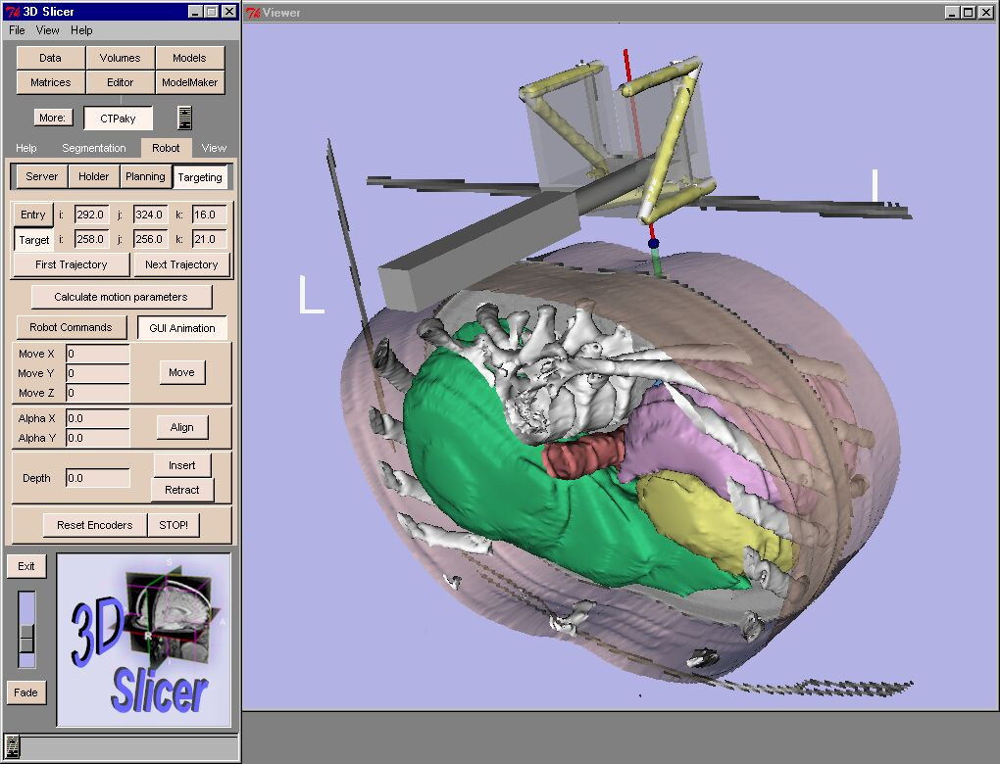 3D Slicer
Viewer
File View Help
Data Volumes Models
Matrices Editor ModelMaker
More: CTPaky
Help Segmentation Robot View
Server Holder Planning Targeting
Entry i: 292.0 j: 324.0 k: 16.0
Target i: 258.0 j: 256.0 k: 21.0
First Trajectory Next Trajectory
Calculate motion parameters
Robot Commands GUI Animation
Move X 0
Move Y 0
Move Z 0
Move
Alpha X 0.0
Alpha Y 0.0
Align
Depth 0.0
Insert
Retract
Reset Encoders STOP!
Exit
Fade
S
A
R
I
3D
Slicer
L
L